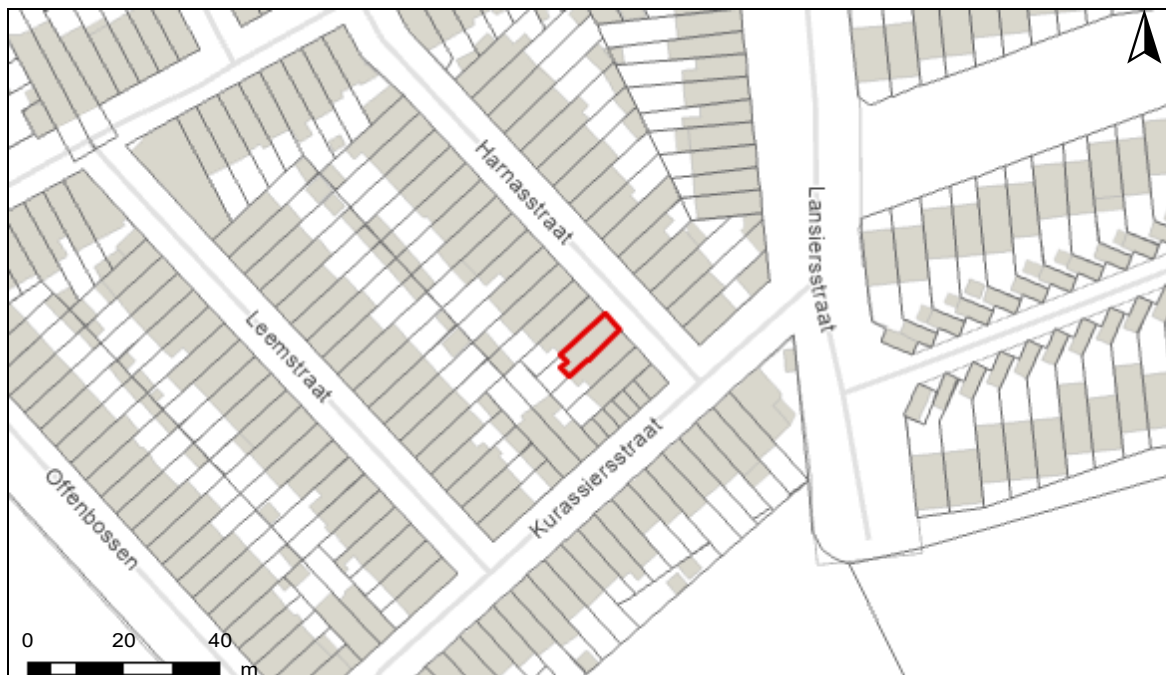 Harnasstraat
Lansiersstraat
Leemstraat
Kurassiersstraat
Offenbossen
0 20 40
m